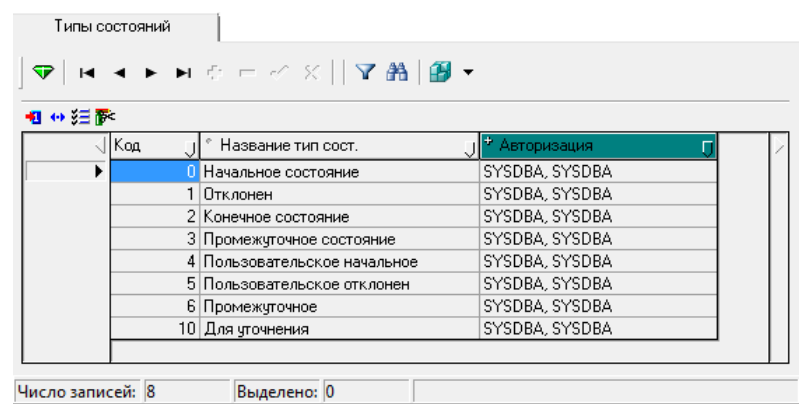 Типы состояний
Код Название тип сост. Авторизация
0 Начальное состояние SYSDBA, SYSDBA
1 Отклонен SYSDBA, SYSDBA
2 Конечное состояние SYSDBA, SYSDBA
3 Промежуточное состояние SYSDBA, SYSDBA
4 Пользовательское начальное SYSDBA, SYSDBA
5 Пользовательское отклонен SYSDBA, SYSDBA
6 Промежуточное SYSDBA, SYSDBA
10 Для уточнения SYSDBA, SYSDBA
Число записей: 8 Выделено: 0